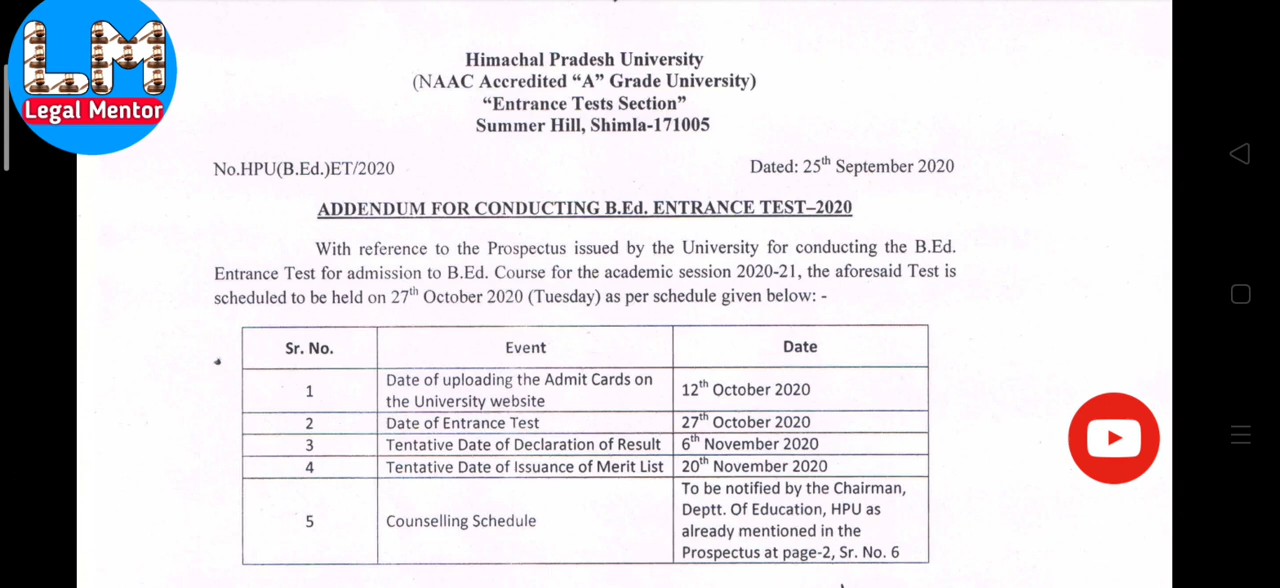 LM
Legal Mentor
Himachal Pradesh University
(NAAC Accredited “A” Grade University)
“Entrance Tests Section”
Summer Hill, Shimla-171005
No.HPU(B.Ed.)ET/2020 Dated: 25th September 2020
ADDENDUM FOR CONDUCTING B.Ed. ENTRANCE TEST–2020
With reference to the Prospectus issued by the University for conducting the B.Ed.
Entrance Test for admission to B.Ed. Course for the academic session 2020-21, the aforesaid Test is
scheduled to be held on 27th October 2020 (Tuesday) as per schedule given below: -
Sr. No. Event Date
1 Date of uploading the Admit Cards on the University website 12th October 2020
2 Date of Entrance Test 27th October 2020
3 Tentative Date of Declaration of Result 6th November 2020
4 Tentative Date of Issuance of Merit List 20th November 2020
5 Counselling Schedule To be notified by the Chairman,
Deptt. Of Education, HPU as
already mentioned in the
Prospectus at page-2, Sr. No. 6